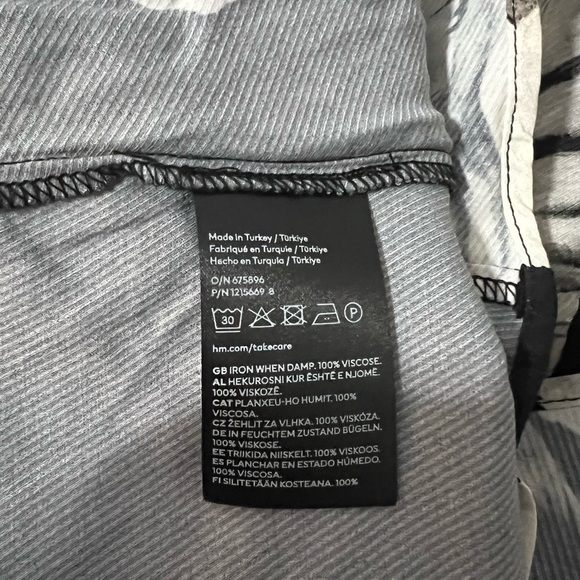 Made in Turkey / Türkiye
Fabriqué en Turquie / Türkiye
Hecho en Turquía / Türkiye
O/N 675896
P/N 1215669 8
30 P
hm.com/takecare
GB IRON WHEN DAMP. 100% VISCOSE.
AL HEKUROSNI KUR ËSHTË E NJOMË.
100% VISKOZË.
CAT PLANXEU-HO HUMIT. 100%
VISCOSA.
CZ ŽEHLIT ZA VLHKA. 100% VISKOZA.
DE IN FEUCHTEM ZUSTAND BÜGELN.
100% VISKOSE.
EE TRIIKIDA NIISKELT. 100% VISKOOS.
ES PLANCHAR EN ESTADO HÚMEDO.
100% VISCOSA.
FI SILITETÄÄN KOSTEANA. 100%